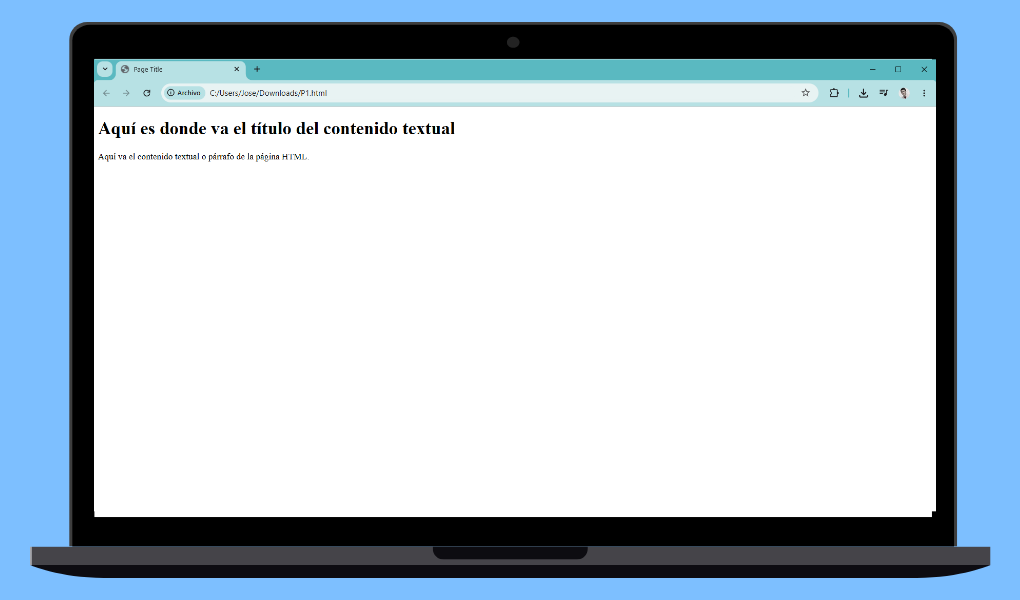 Page Title
Archivo C:/Users/Jose/Downloads/P1.html
Aquí es donde va el título del contenido textual
Aquí va el contenido textual o párrafo de la página HTML.